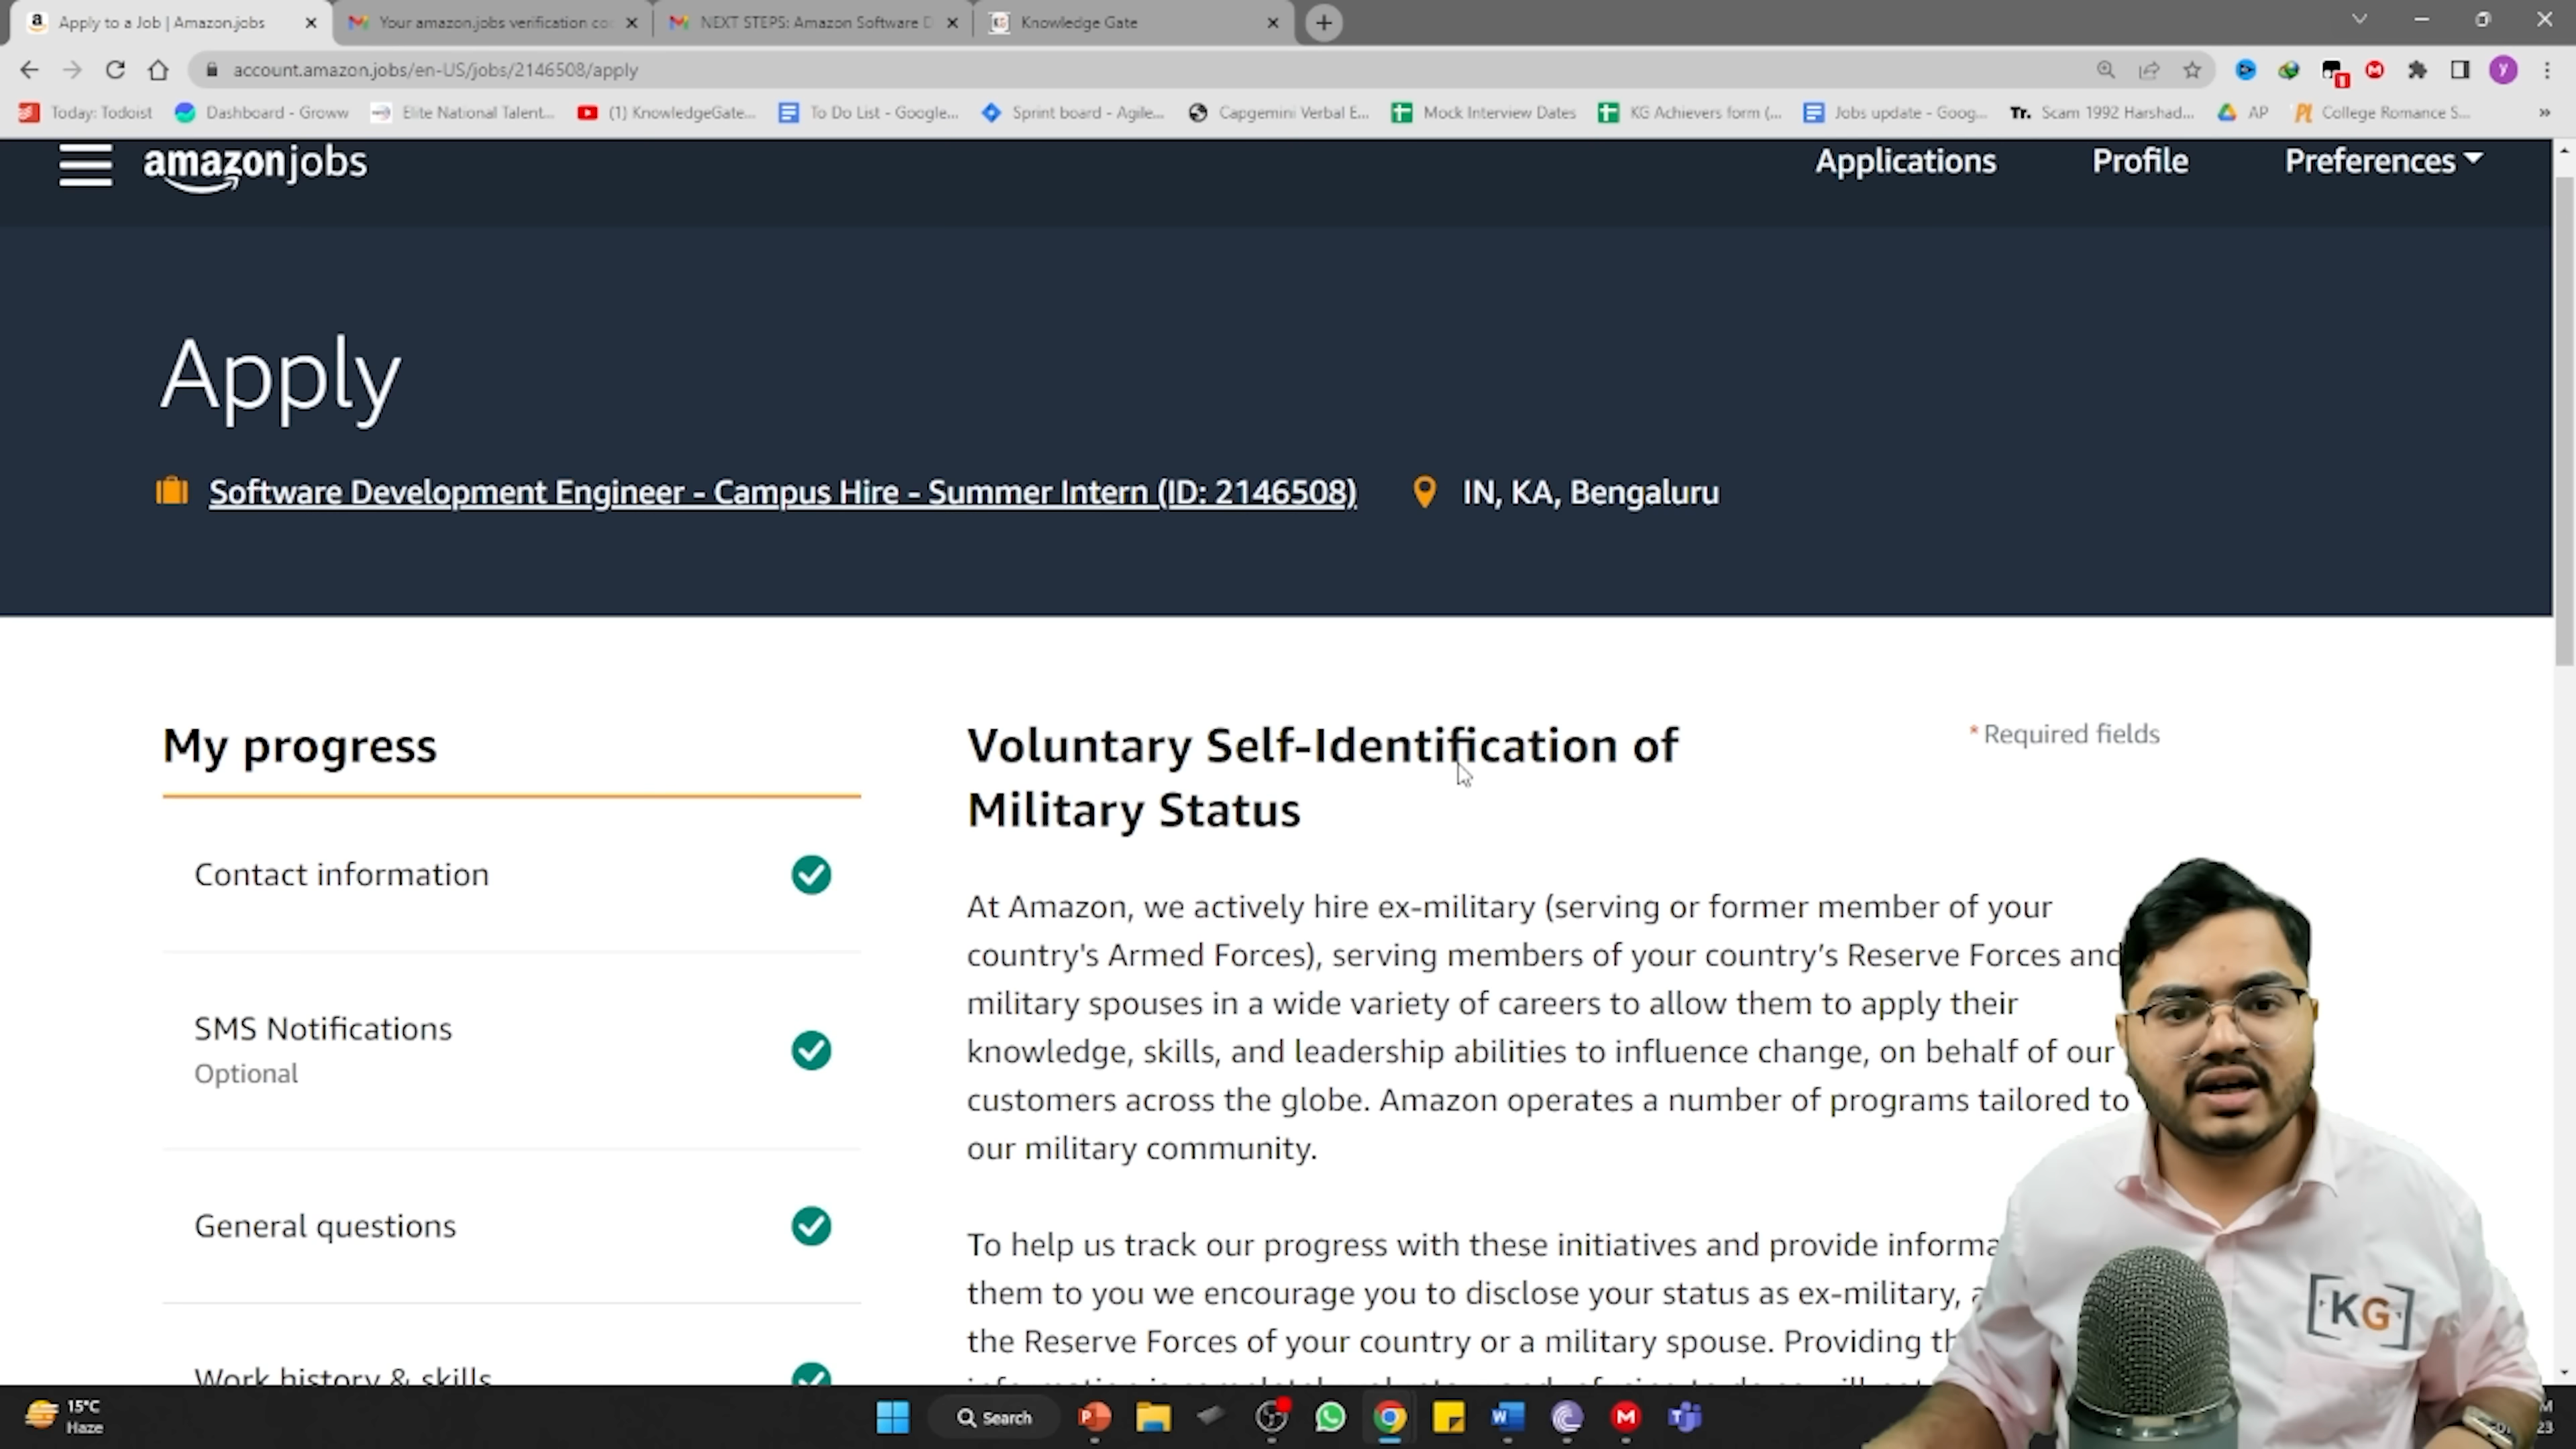 Apply to a Job | Amazon.jobs
Your amazon.jobs verification co
NEXT STEPS: Amazon Software D
Knowledge Gate
account.amazon.jobs/en-US/jobs/2146508/apply
y
Today: Todoist
Dashboard - Groww
Elite National Talent...
(1) KnowledgeGate...
To Do List - Google...
Sprint board - Agile...
Capgemini Verbal E...
Mock Interview Dates
KG Achievers form (...
Jobs update - Goog...
Tr. Scam 1992 Harshad...
AP
College Romance S...
amazonjobs
Applications
Profile
Preferences
Apply
Software Development Engineer - Campus Hire - Summer Intern (ID: 2146508)
IN, KA, Bengaluru
My progress
Contact information
SMS Notifications
Optional
General questions
Work history & skills
Voluntary Self-Identification of
Military Status
* Required fields
At Amazon, we actively hire ex-military (serving or former member of your
country's Armed Forces), serving members of your country’s Reserve Forces and
military spouses in a wide variety of careers to allow them to apply their
knowledge, skills, and leadership abilities to influence change, on behalf of our
customers across the globe. Amazon operates a number of programs tailored to
our military community.
To help us track our progress with these initiatives and provide informa
them to you we encourage you to disclose your status as ex-military, a
the Reserve Forces of your country or a military spouse. Providing th
KG
15°C
Haze
Search